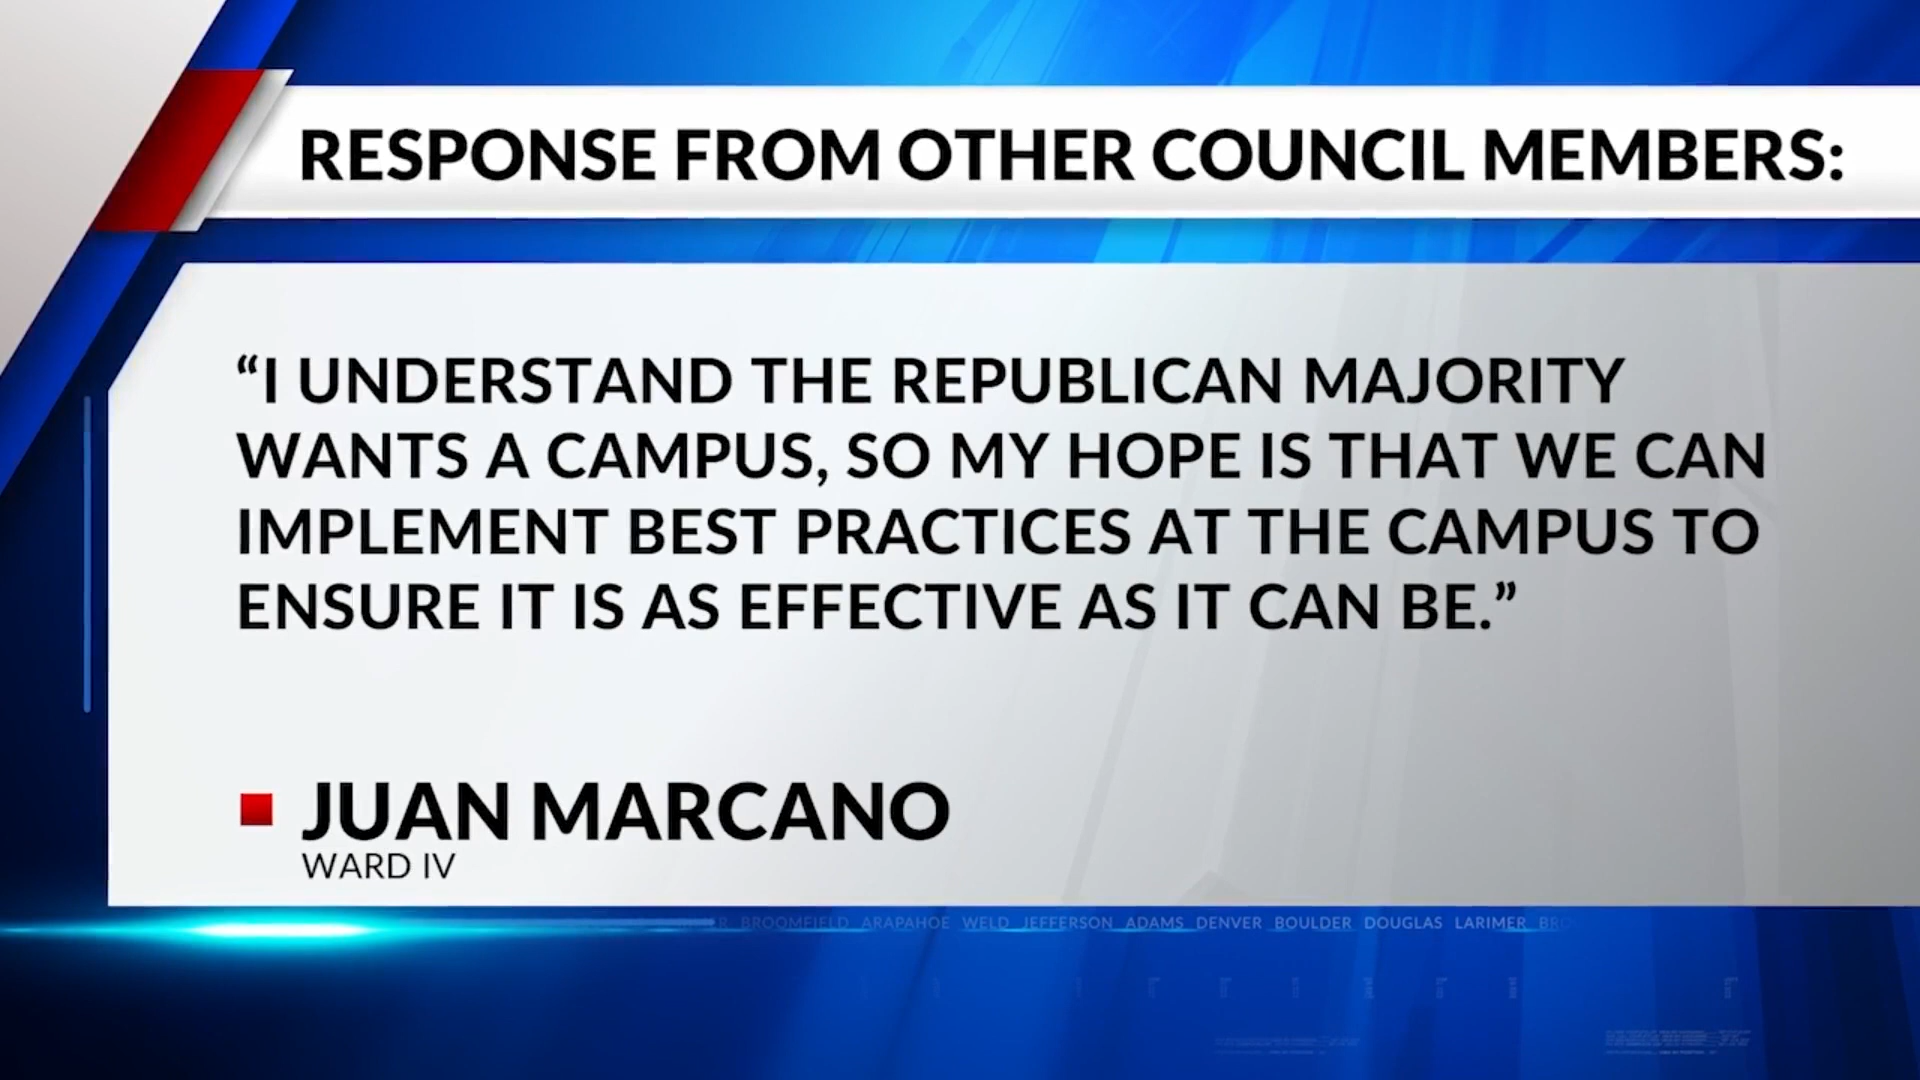 RESPONSE FROM OTHER COUNCIL MEMBERS:
“I UNDERSTAND THE REPUBLICAN MAJORITY
WANTS A CAMPUS, SO MY HOPE IS THAT WE CAN
IMPLEMENT BEST PRACTICES AT THE CAMPUS TO
ENSURE IT IS AS EFFECTIVE AS IT CAN BE.”
JUAN MARCANO
WARD IV
BROOMFIELD ARAPAHOE WELD JEFFERSON ADAMS DENVER BOULDER DOUGLAS LARIMER